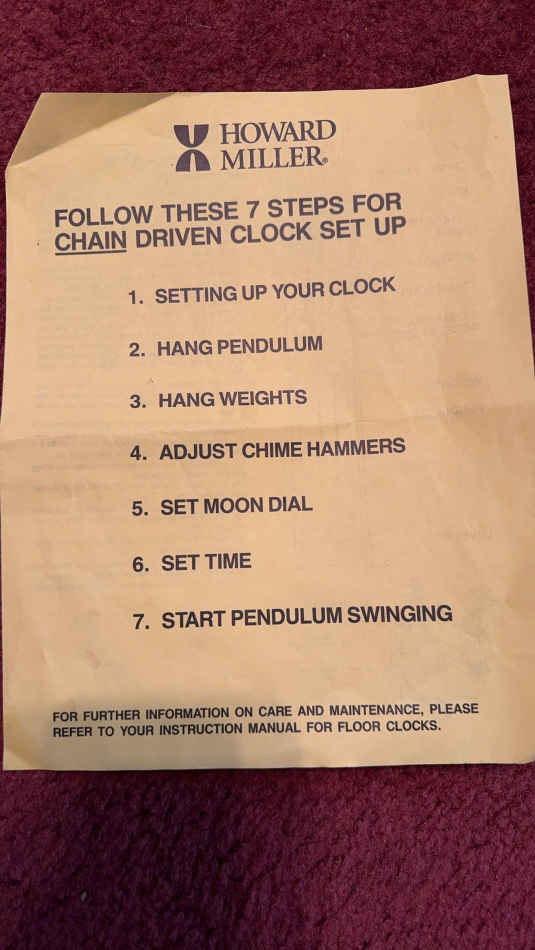 HOWARD
MILLER®
FOLLOW THESE 7 STEPS FOR
CHAIN DRIVEN CLOCK SET UP
1. SETTING UP YOUR CLOCK
2. HANG PENDULUM
3. HANG WEIGHTS
4. ADJUST CHIME HAMMERS
5. SET MOON DIAL
6. SET TIME
7. START PENDULUM SWINGING
FOR FURTHER INFORMATION ON CARE AND MAINTENANCE, PLEASE
REFER TO YOUR INSTRUCTION MANUAL FOR FLOOR CLOCKS.